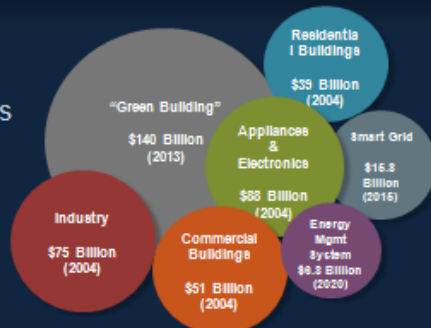 s
Residentia
l Buildings
$39 Billion
(2004)
"Green Building"
$140 Billion
(2013)
Appliances
&
Electronics
$88 Billion
(2004)
Smart Grid
$15.8
Billion
(2015)
Industry
$75 Billion
(2004)
Commercial
Buildings
$51 Billion
(2004)
Energy
Mgmt
System
$6.8 Billion
(2020)